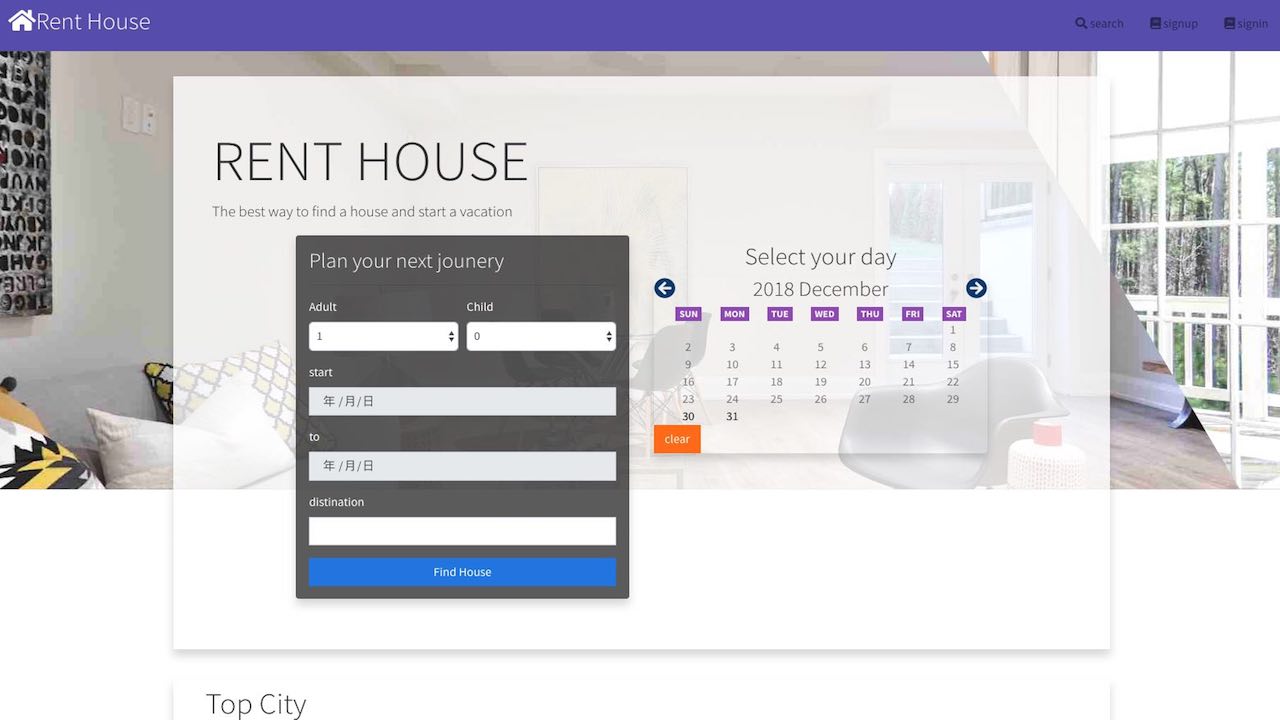 Rent House
search signup signin
RENT HOUSE
The best way to find a house and start a vacation
Plan your next jounery
Adult Child
1 0
start
年 /月/日
to
年 /月/日
distination
Find House
Select your day
2018 December
SUN MON TUE WED THU FRI SAT
1
2 3 4 5 6 7 8
9 10 11 12 13 14 15
16 17 18 19 20 21 22
23 24 25 26 27 28 29
30 31
clear
Top City